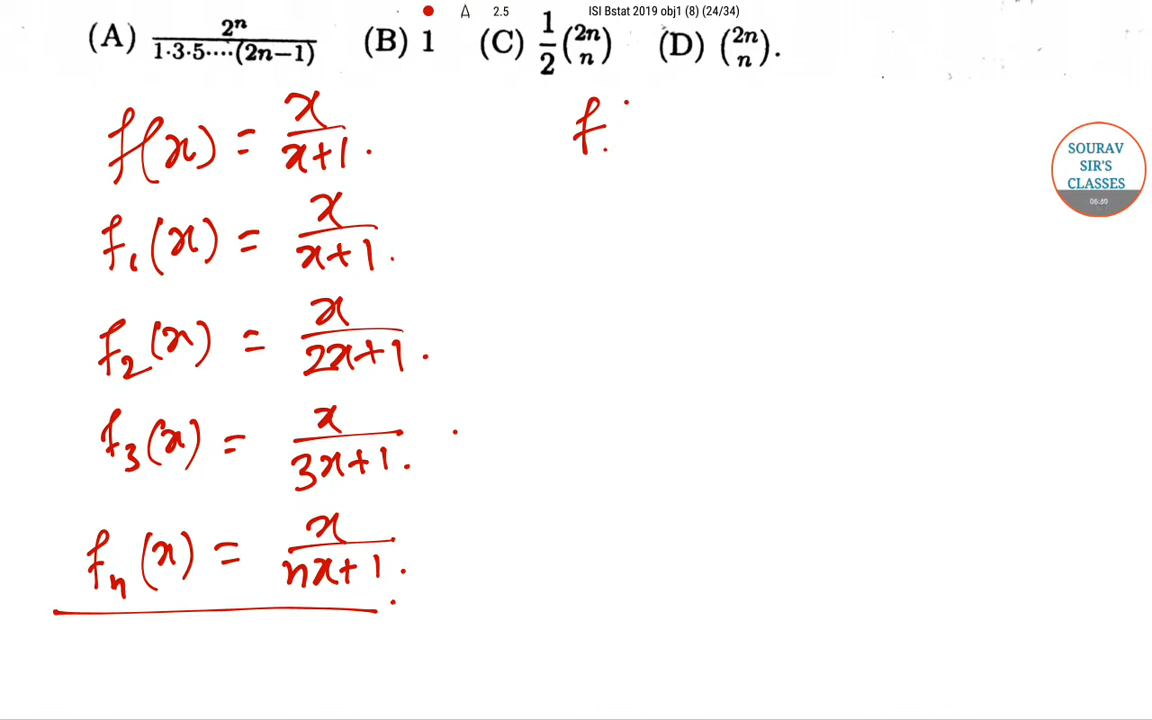 A 2.5 ISI Bstat 2019 obj1 (8) (24/34)
(A) 2ⁿ / 1·3·5····(2n−1) (B) 1 (C) 1/2 (2n n) (D) (2n n).
f(x) = x / x+1.
f.
SOURAV
SIR'S
CLASSES
f₁(x) = x / x+1.
f₂(x) = x / 2x+1.
f₃(x) = x / 3x+1.
fₙ(x) = x / nx+1.